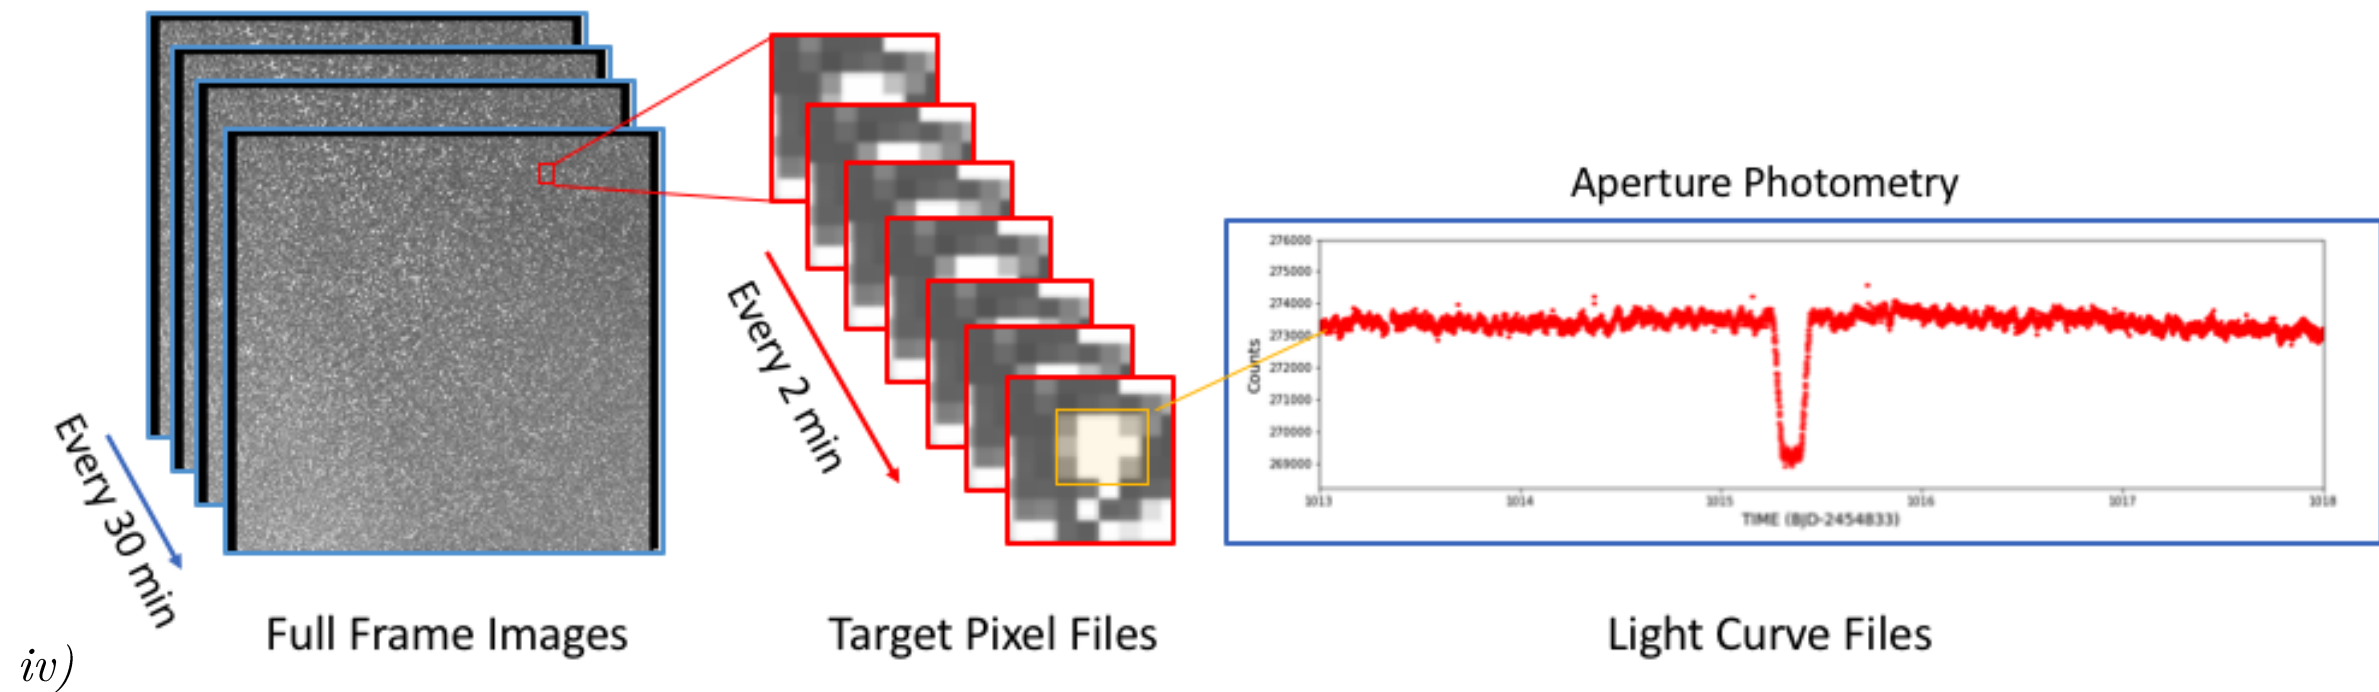 Every 30 min
Full Frame Images
Every 2 min
Target Pixel Files
Aperture Photometry
276000
275000
274000
273000
272000
271000
270000
269000
Counts
1013 1014 1015 1016 1017 1018
TIME (BJD-2454833)
Light Curve Files
iv)